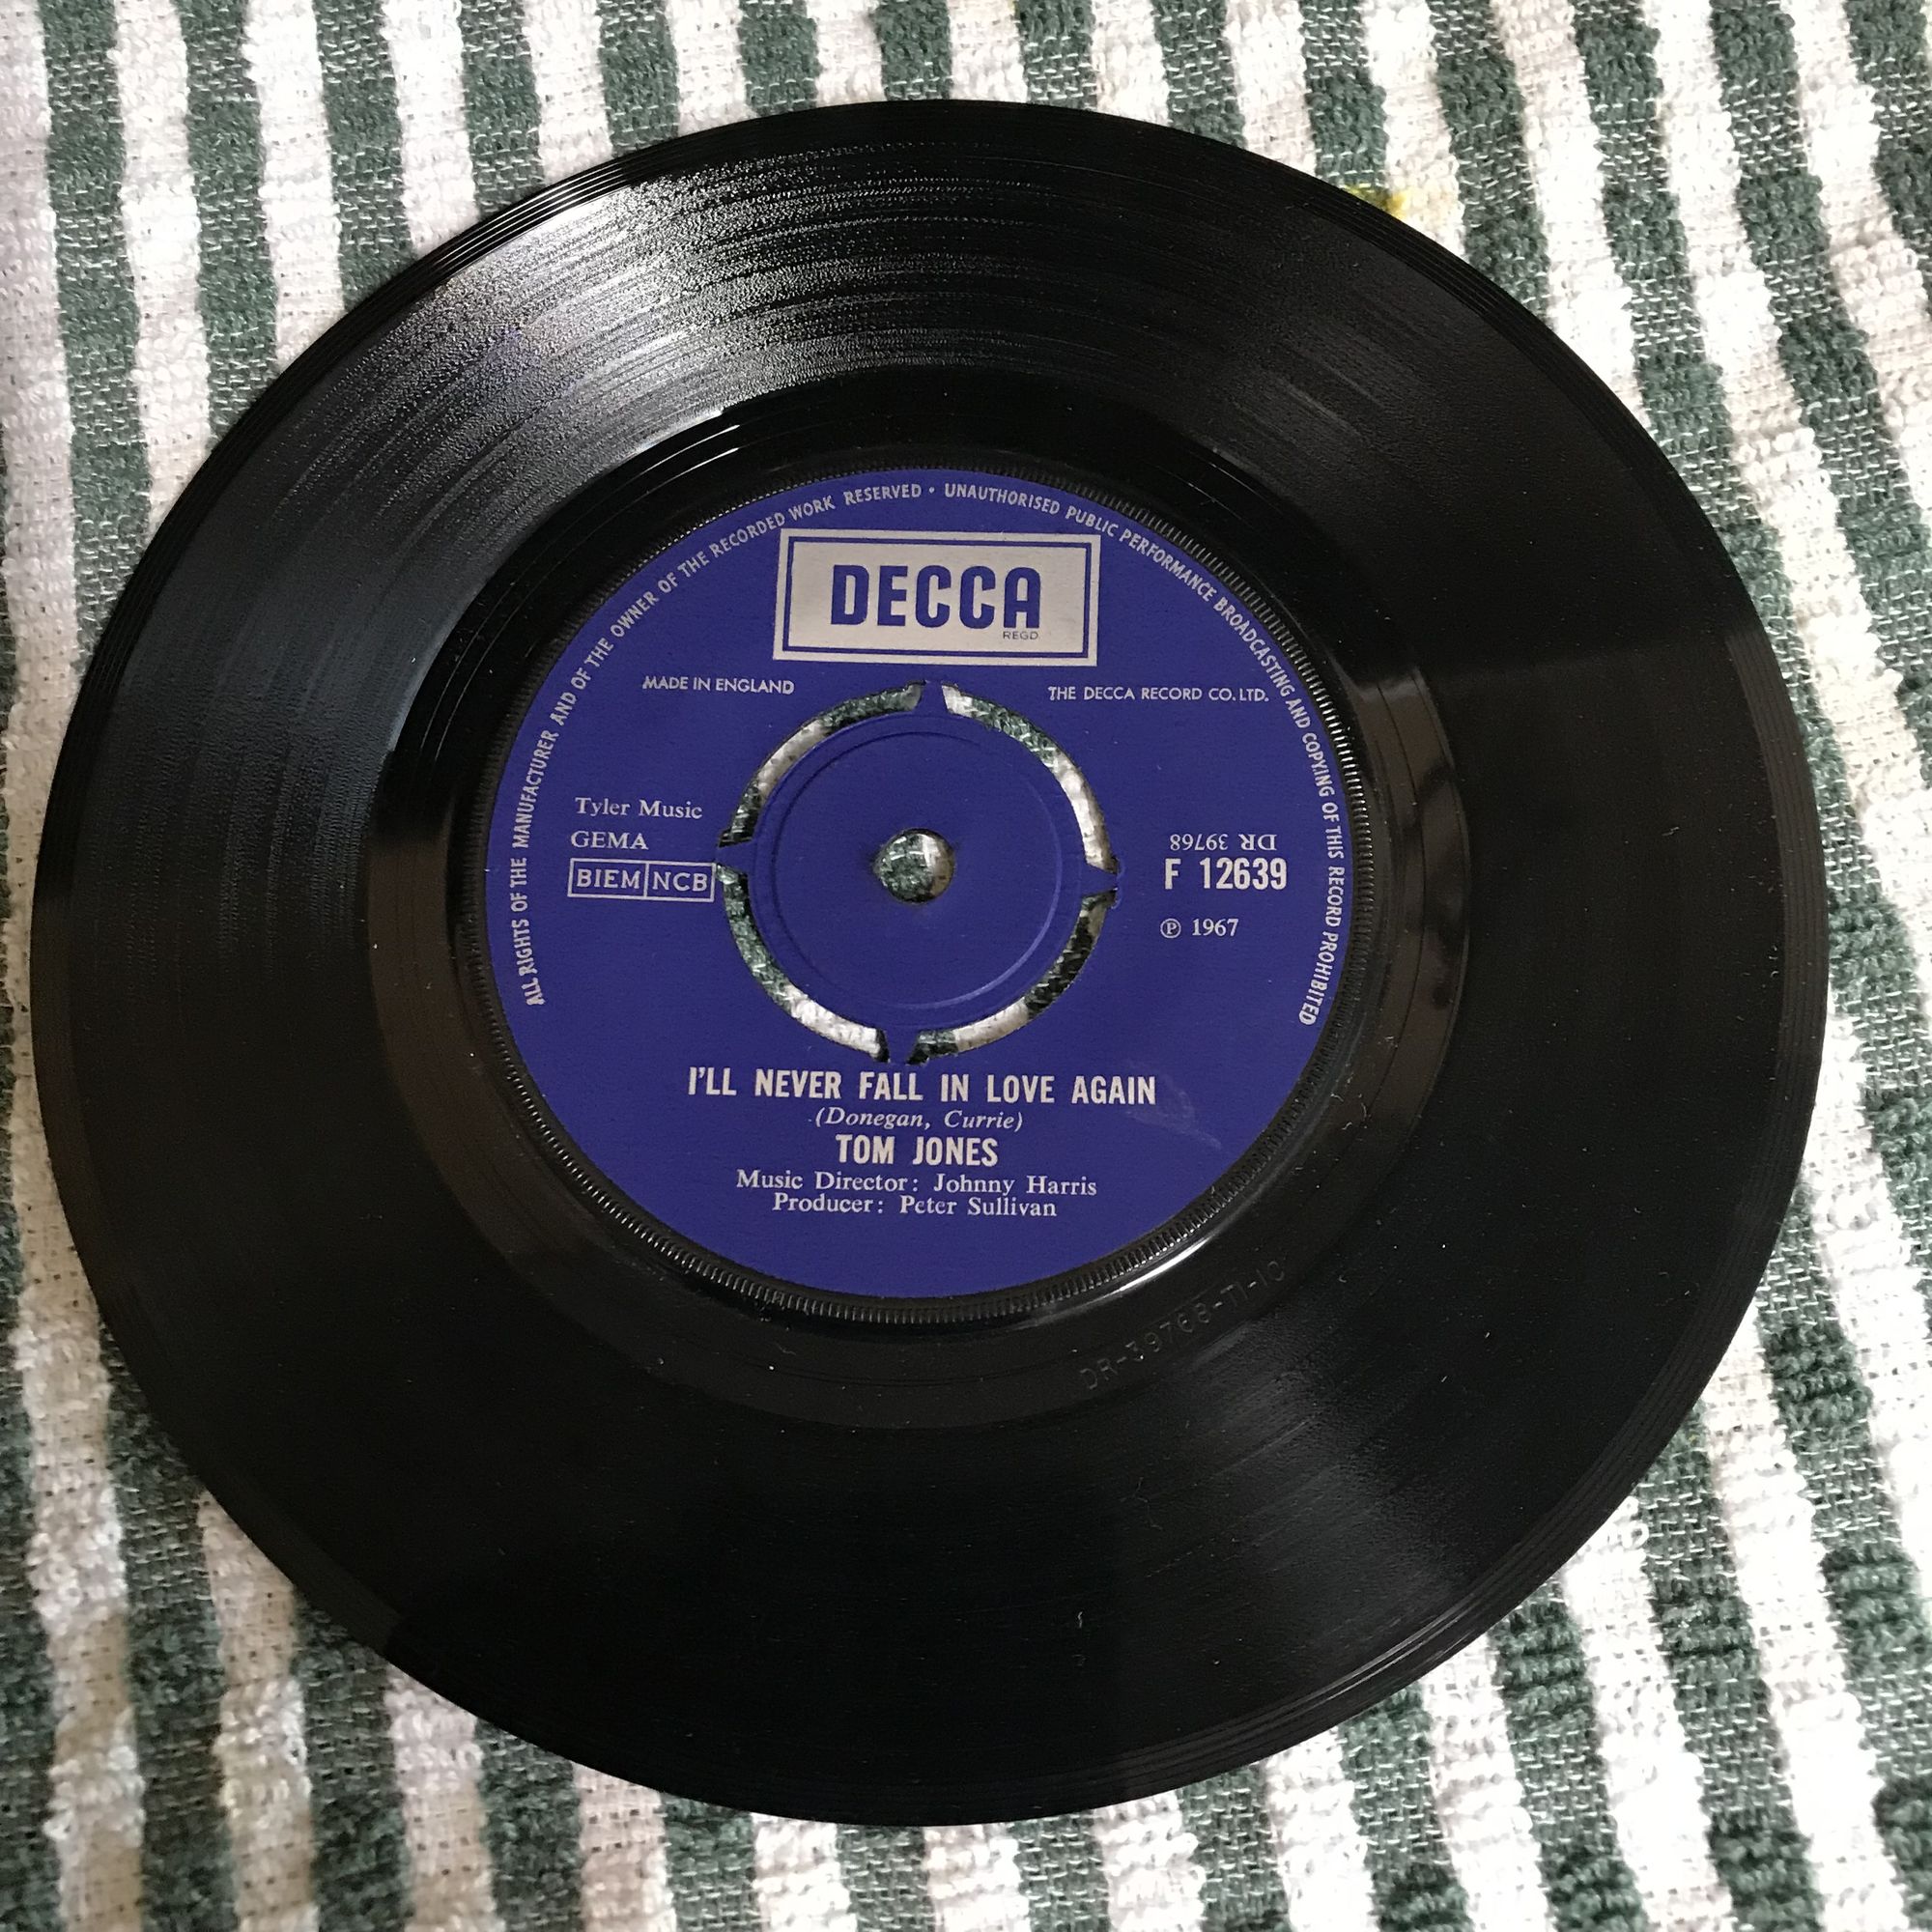 ALL RIGHTS OF THE MANUFACTURER AND OF THE OWNER OF THE RECORDED WORK RESERVED • UNAUTHORISED PUBLIC PERFORMANCE BROADCASTING AND COPYING OF THIS RECORD PROHIBITED
DECCA
REGD.
MADE IN ENGLAND
THE DECCA RECORD CO. LTD.
Tyler Music
GEMA
BIEM NCB
DR 39768
F 12639
℗ 1967
I'LL NEVER FALL IN LOVE AGAIN
(Donegan, Currie)
TOM JONES
Music Director: Johnny Harris
Producer: Peter Sullivan